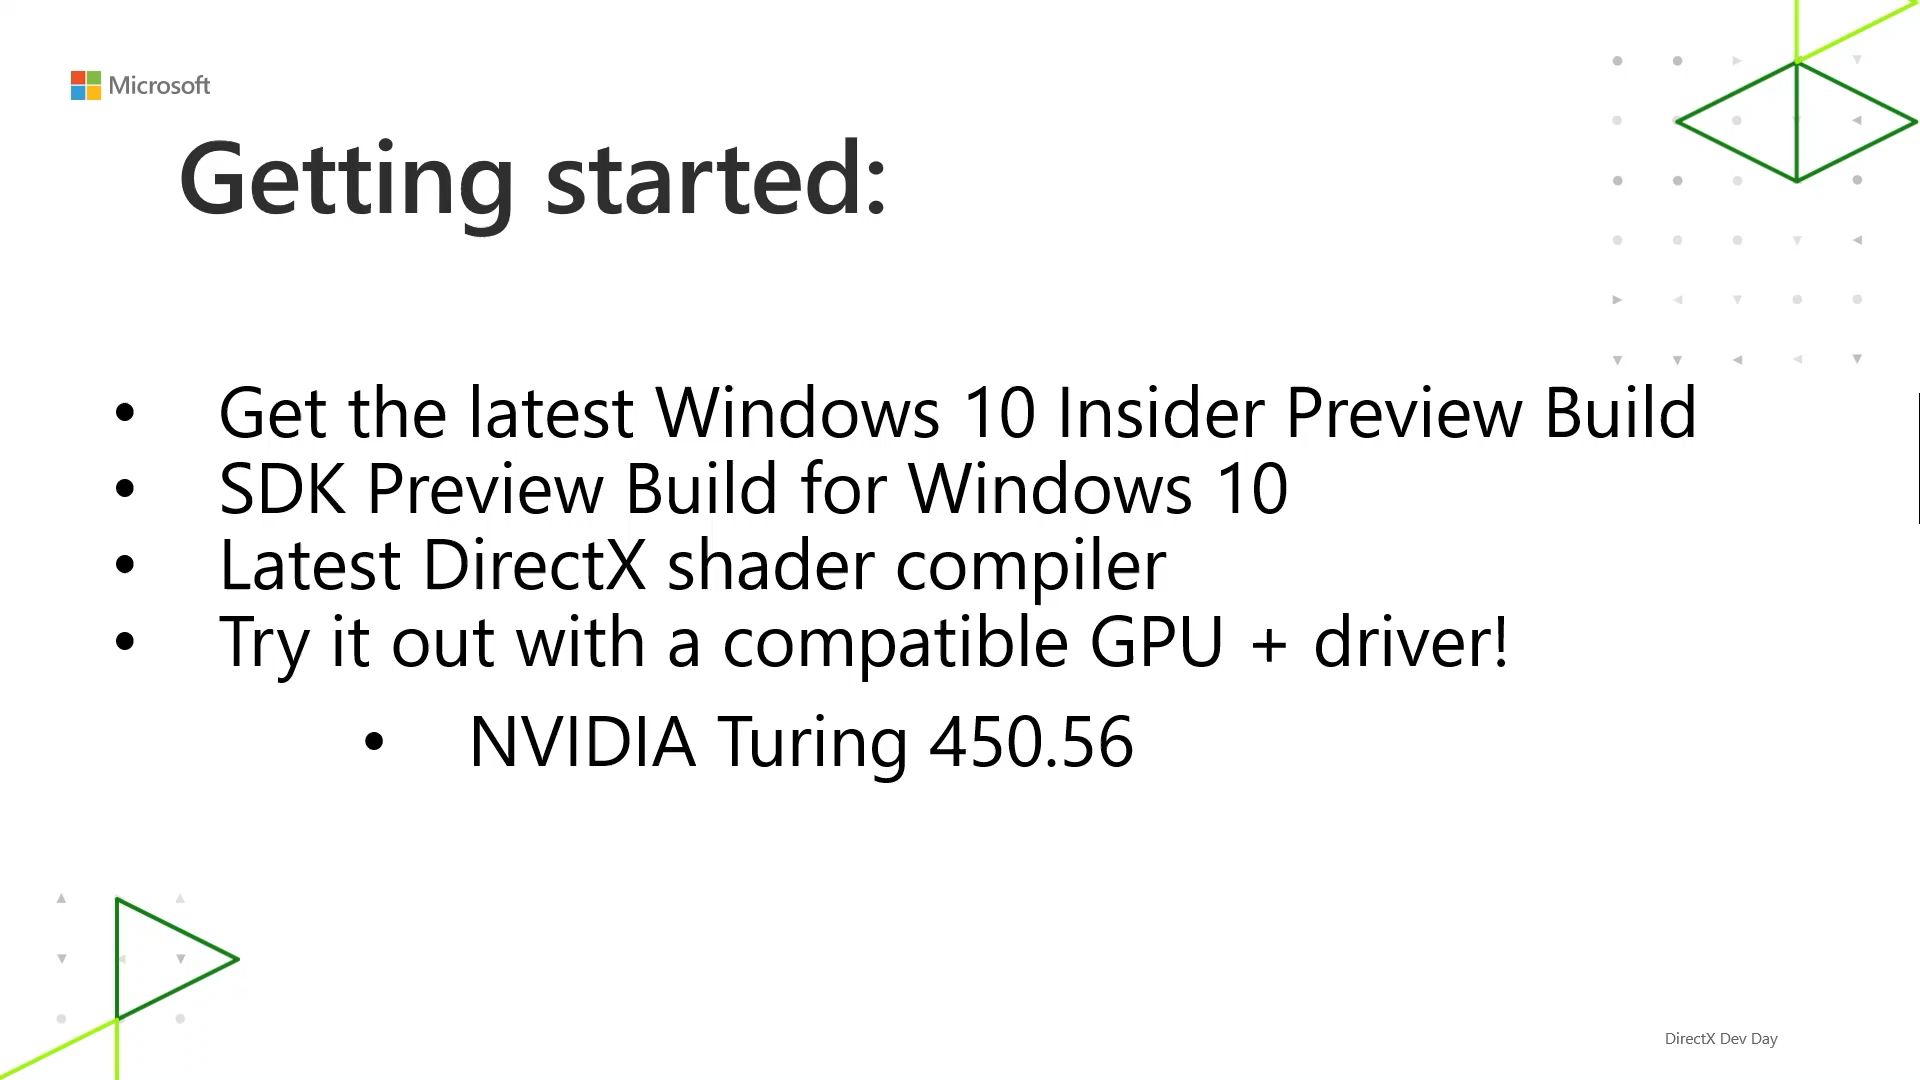 Microsoft
Getting started:
• Get the latest Windows 10 Insider Preview Build
• SDK Preview Build for Windows 10
• Latest DirectX shader compiler
• Try it out with a compatible GPU + driver!
• NVIDIA Turing 450.56
DirectX Dev Day